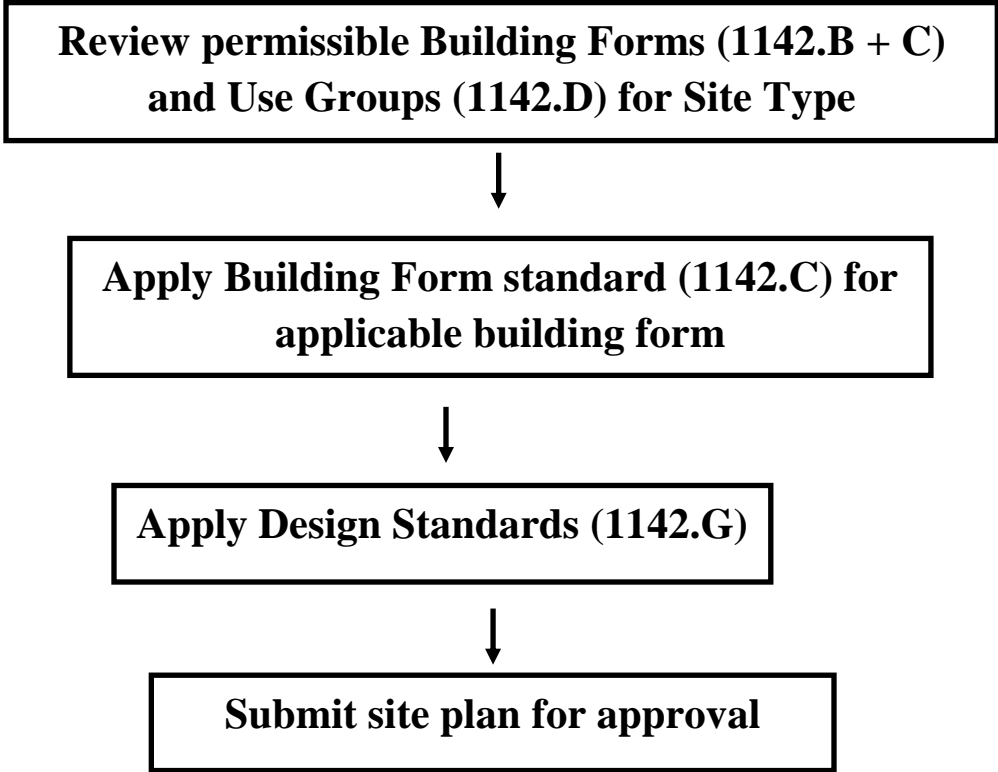 Review permissible Building Forms (1142.B + C)
and Use Groups (1142.D) for Site Type
Apply Building Form standard (1142.C) for
applicable building form
Apply Design Standards (1142.G)
Submit site plan for approval